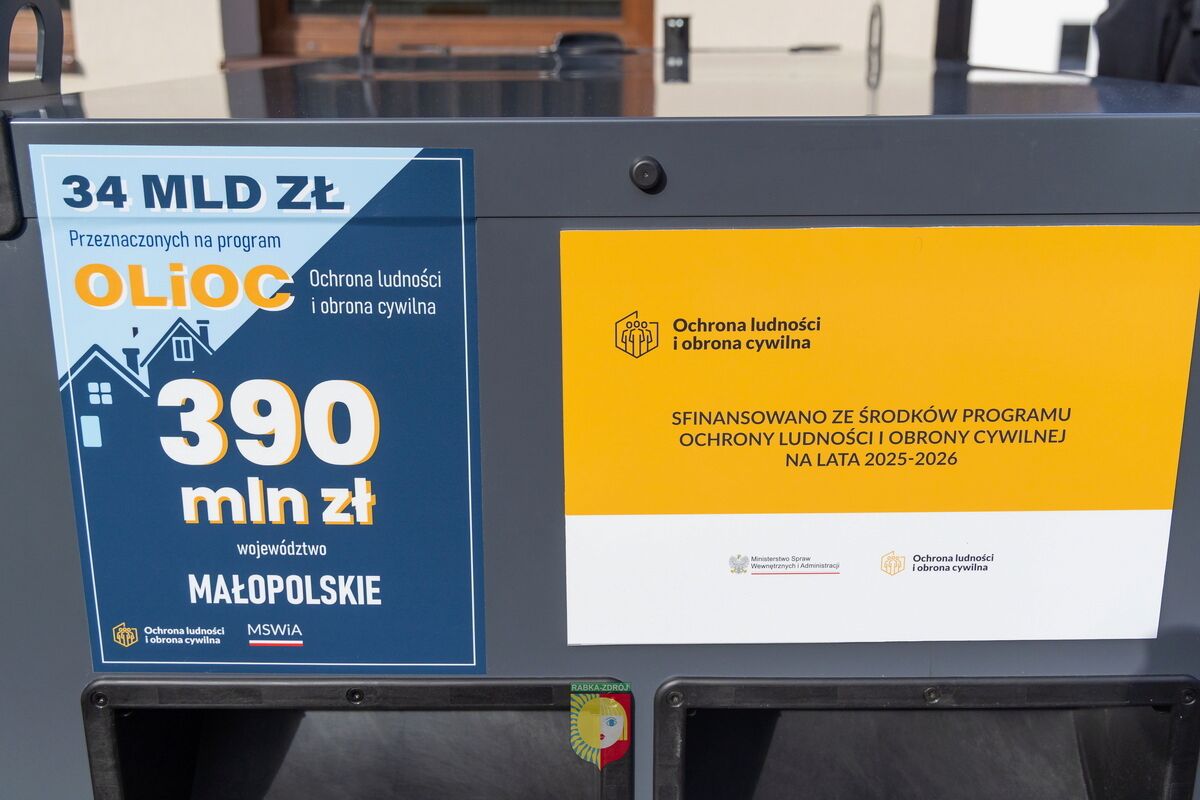 34 MLD ZŁ
Przeznaczonych na program
OLiOC
Ochrona ludności
i obrona cywilna
390
mln zł
województwo
MAŁOPOLSKIE
Ochrona ludności
i obrona cywilna
MSWiA
Ochrona ludności
i obrona cywilna
SFINANSOWANO ZE ŚRODKÓW PROGRAMU
OCHRONY LUDNOŚCI I OBRONY CYWILNEJ
NA LATA 2025-2026
Ministerstwo Spraw
Wewnętrznych i Administracji
Ochrona ludności
i obrona cywilna
RABKA-ZDRÓJ